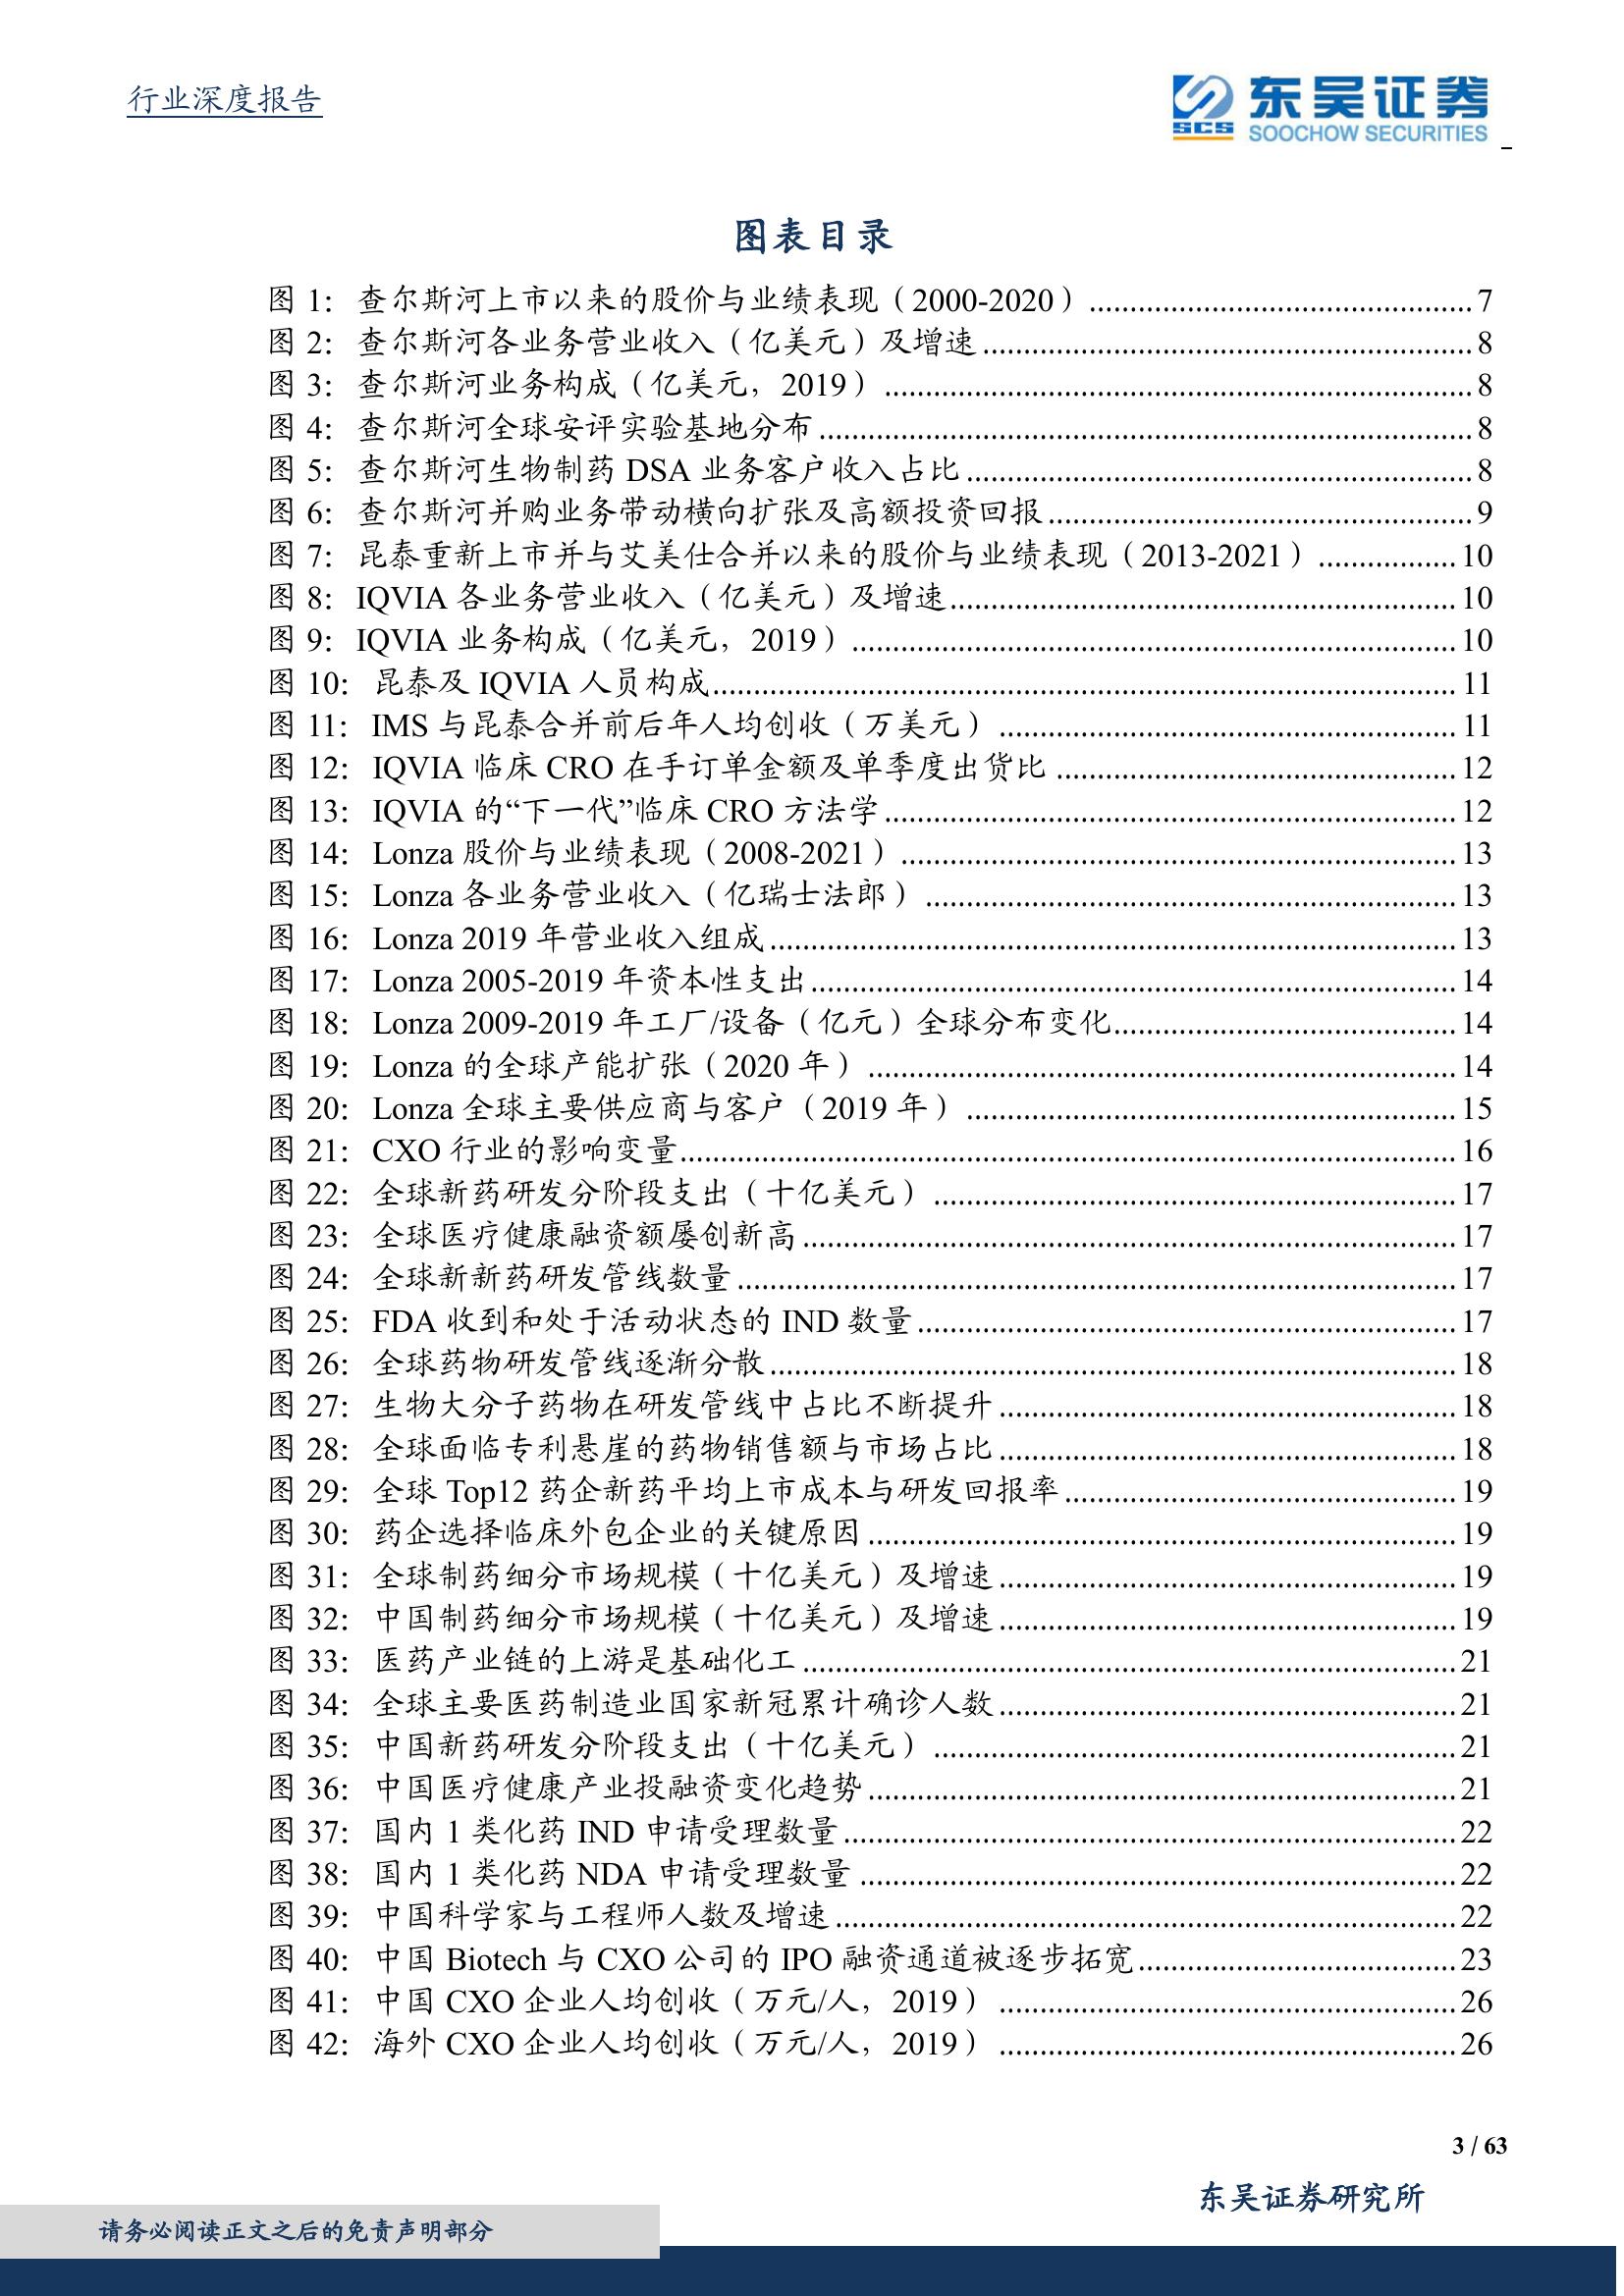 行业深度报告
SCS 东吴证券
SOOCHOW SECURITIES
图表目录
图 1: 查尔斯河上市以来的股价与业绩表现（2000-2020）..........7
图 2: 查尔斯河各业务营业收入（亿美元）及增速..........8
图 3: 查尔斯河业务构成（亿美元，2019）..........8
图 4: 查尔斯河全球安评实验基地分布..........8
图 5: 查尔斯河生物制药 DSA 业务客户收入占比..........8
图 6: 查尔斯河并购业务带动横向扩张及高额投资回报..........9
图 7: 昆泰重新上市并与艾美仕合并以来的股价与业绩表现（2013-2021）..........10
图 8: IQVIA 各业务营业收入（亿美元）及增速..........10
图 9: IQVIA 业务构成（亿美元，2019）..........10
图 10: 昆泰及 IQVIA 人员构成..........11
图 11: IMS 与昆泰合并前后年人均创收（万美元）..........11
图 12: IQVIA 临床 CRO 在手订单金额及单季度出货比..........12
图 13: IQVIA 的“下一代”临床 CRO 方法学..........12
图 14: Lonza 股价与业绩表现（2008-2021）..........13
图 15: Lonza 各业务营业收入（亿瑞士法郎）..........13
图 16: Lonza 2019 年营业收入组成..........13
图 17: Lonza 2005-2019 年资本性支出..........14
图 18: Lonza 2009-2019 年工厂/设备（亿元）全球分布变化..........14
图 19: Lonza 的全球产能扩张（2020 年）..........14
图 20: Lonza 全球主要供应商与客户（2019 年）..........15
图 21: CXO 行业的影响变量..........16
图 22: 全球新药研发分阶段支出（十亿美元）..........17
图 23: 全球医疗健康融资额屡创新高..........17
图 24: 全球新新药研发管线数量..........17
图 25: FDA 收到和处于活动状态的 IND 数量..........17
图 26: 全球药物研发管线逐渐分散..........18
图 27: 生物大分子药物在研发管线中占比不断提升..........18
图 28: 全球面临专利悬崖的药物销售额与市场占比..........18
图 29: 全球 Top12 药企新药平均上市成本与研发回报率..........19
图 30: 药企选择临床外包企业的关键原因..........19
图 31: 全球制药细分市场规模（十亿美元）及增速..........19
图 32: 中国制药细分市场规模（十亿美元）及增速..........19
图 33: 医药产业链的上游是基础化工..........21
图 34: 全球主要医药制造业国家新冠累计确诊人数..........21
图 35: 中国新药研发分阶段支出（十亿美元）..........21
图 36: 中国医疗健康产业投融资变化趋势..........21
图 37: 国内 1 类化药 IND 申请受理数量..........22
图 38: 国内 1 类化药 NDA 申请受理数量..........22
图 39: 中国科学家与工程师人数及增速..........22
图 40: 中国 Biotech 与 CXO 公司的 IPO 融资通道被逐步拓宽..........23
图 41: 中国 CXO 企业人均创收（万元/人，2019）..........26
图 42: 海外 CXO 企业人均创收（万元/人，2019）..........26
3 / 63
东吴证券研究所
请务必阅读正文之后的免责声明部分